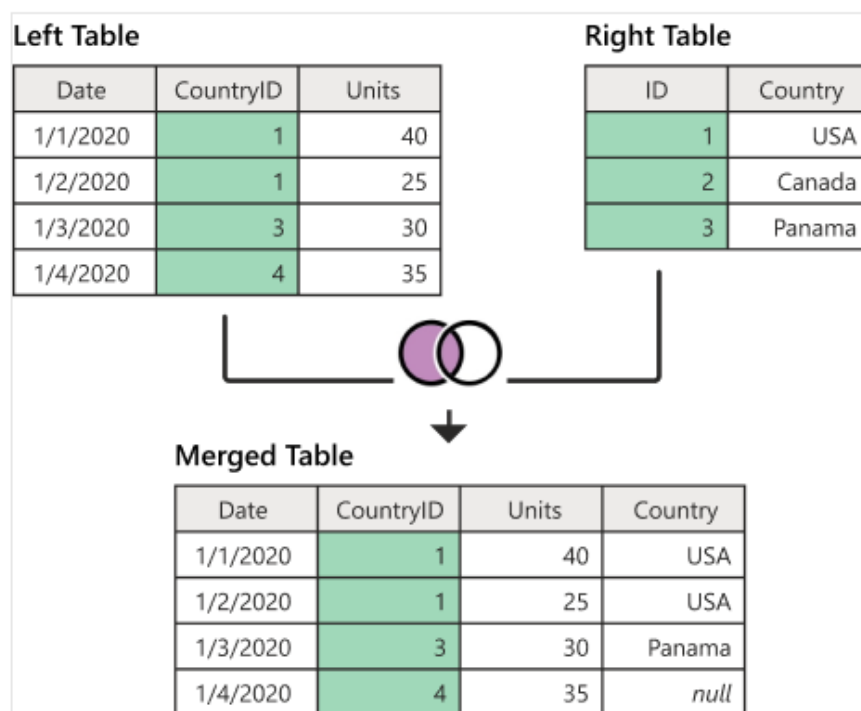 Left Table
Date CountryID Units
1/1/2020 1 40
1/2/2020 1 25
1/3/2020 3 30
1/4/2020 4 35
Right Table
ID Country
1 USA
2 Canada
3 Panama
Merged Table
Date CountryID Units Country
1/1/2020 1 40 USA
1/2/2020 1 25 USA
1/3/2020 3 30 Panama
1/4/2020 4 35 null